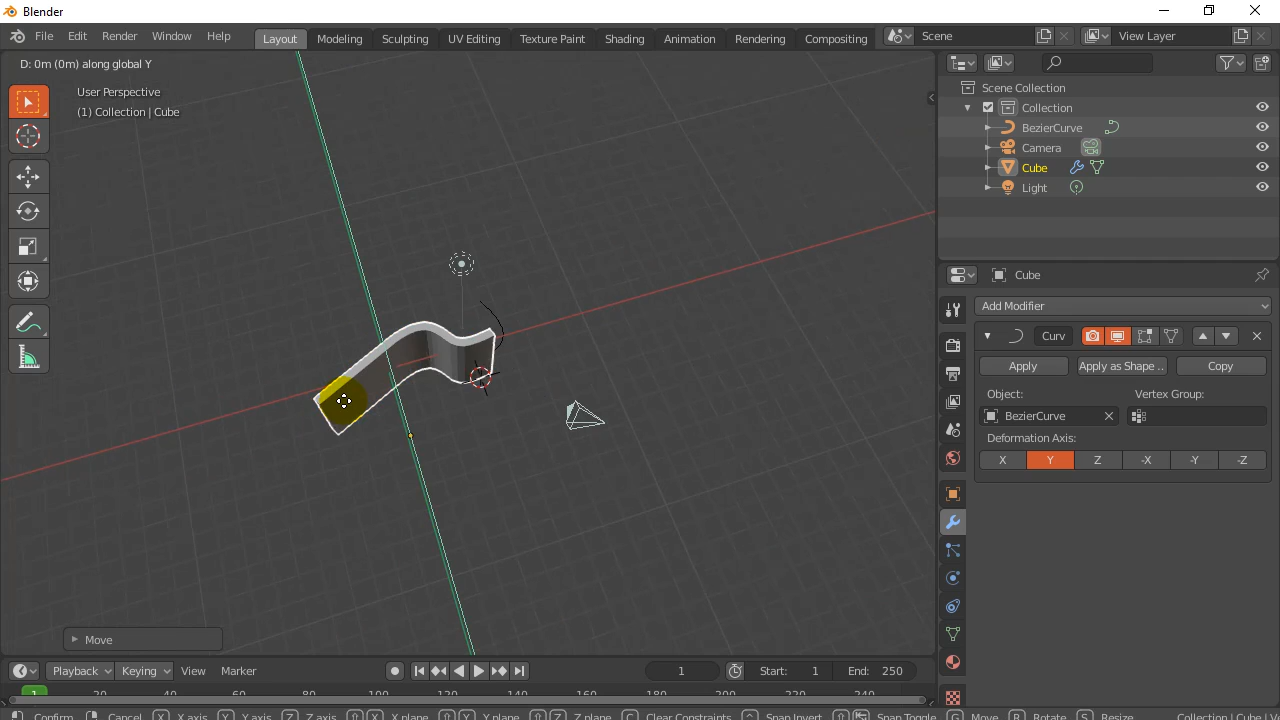 Blender
File Edit Render Window Help Layout Modeling Sculpting UV Editing Texture Paint Shading Animation Rendering Compositing Scene View Layer
D: 0m (0m) along global Y
User Perspective
(1) Collection | Cube
Scene Collection
Collection
BezierCurve
Camera
Cube
Light
Cube
Add Modifier
Curv
Apply Apply as Shape .. Copy
Object: Vertex Group:
BezierCurve
Deformation Axis:
X Y Z -X -Y -Z
Move
Playback Keying View Marker 1 Start: 1 End: 250
1 20 40 60 80 100 120 140 160 180 200 220 240
Confirm Cancel X X axis Y Y axis Z Z axis X X plane Y Y plane Z Z plane C Clear Constraints Snap Invert Snap Toggle G Move R Rotate S Resize Collection | Cube | V